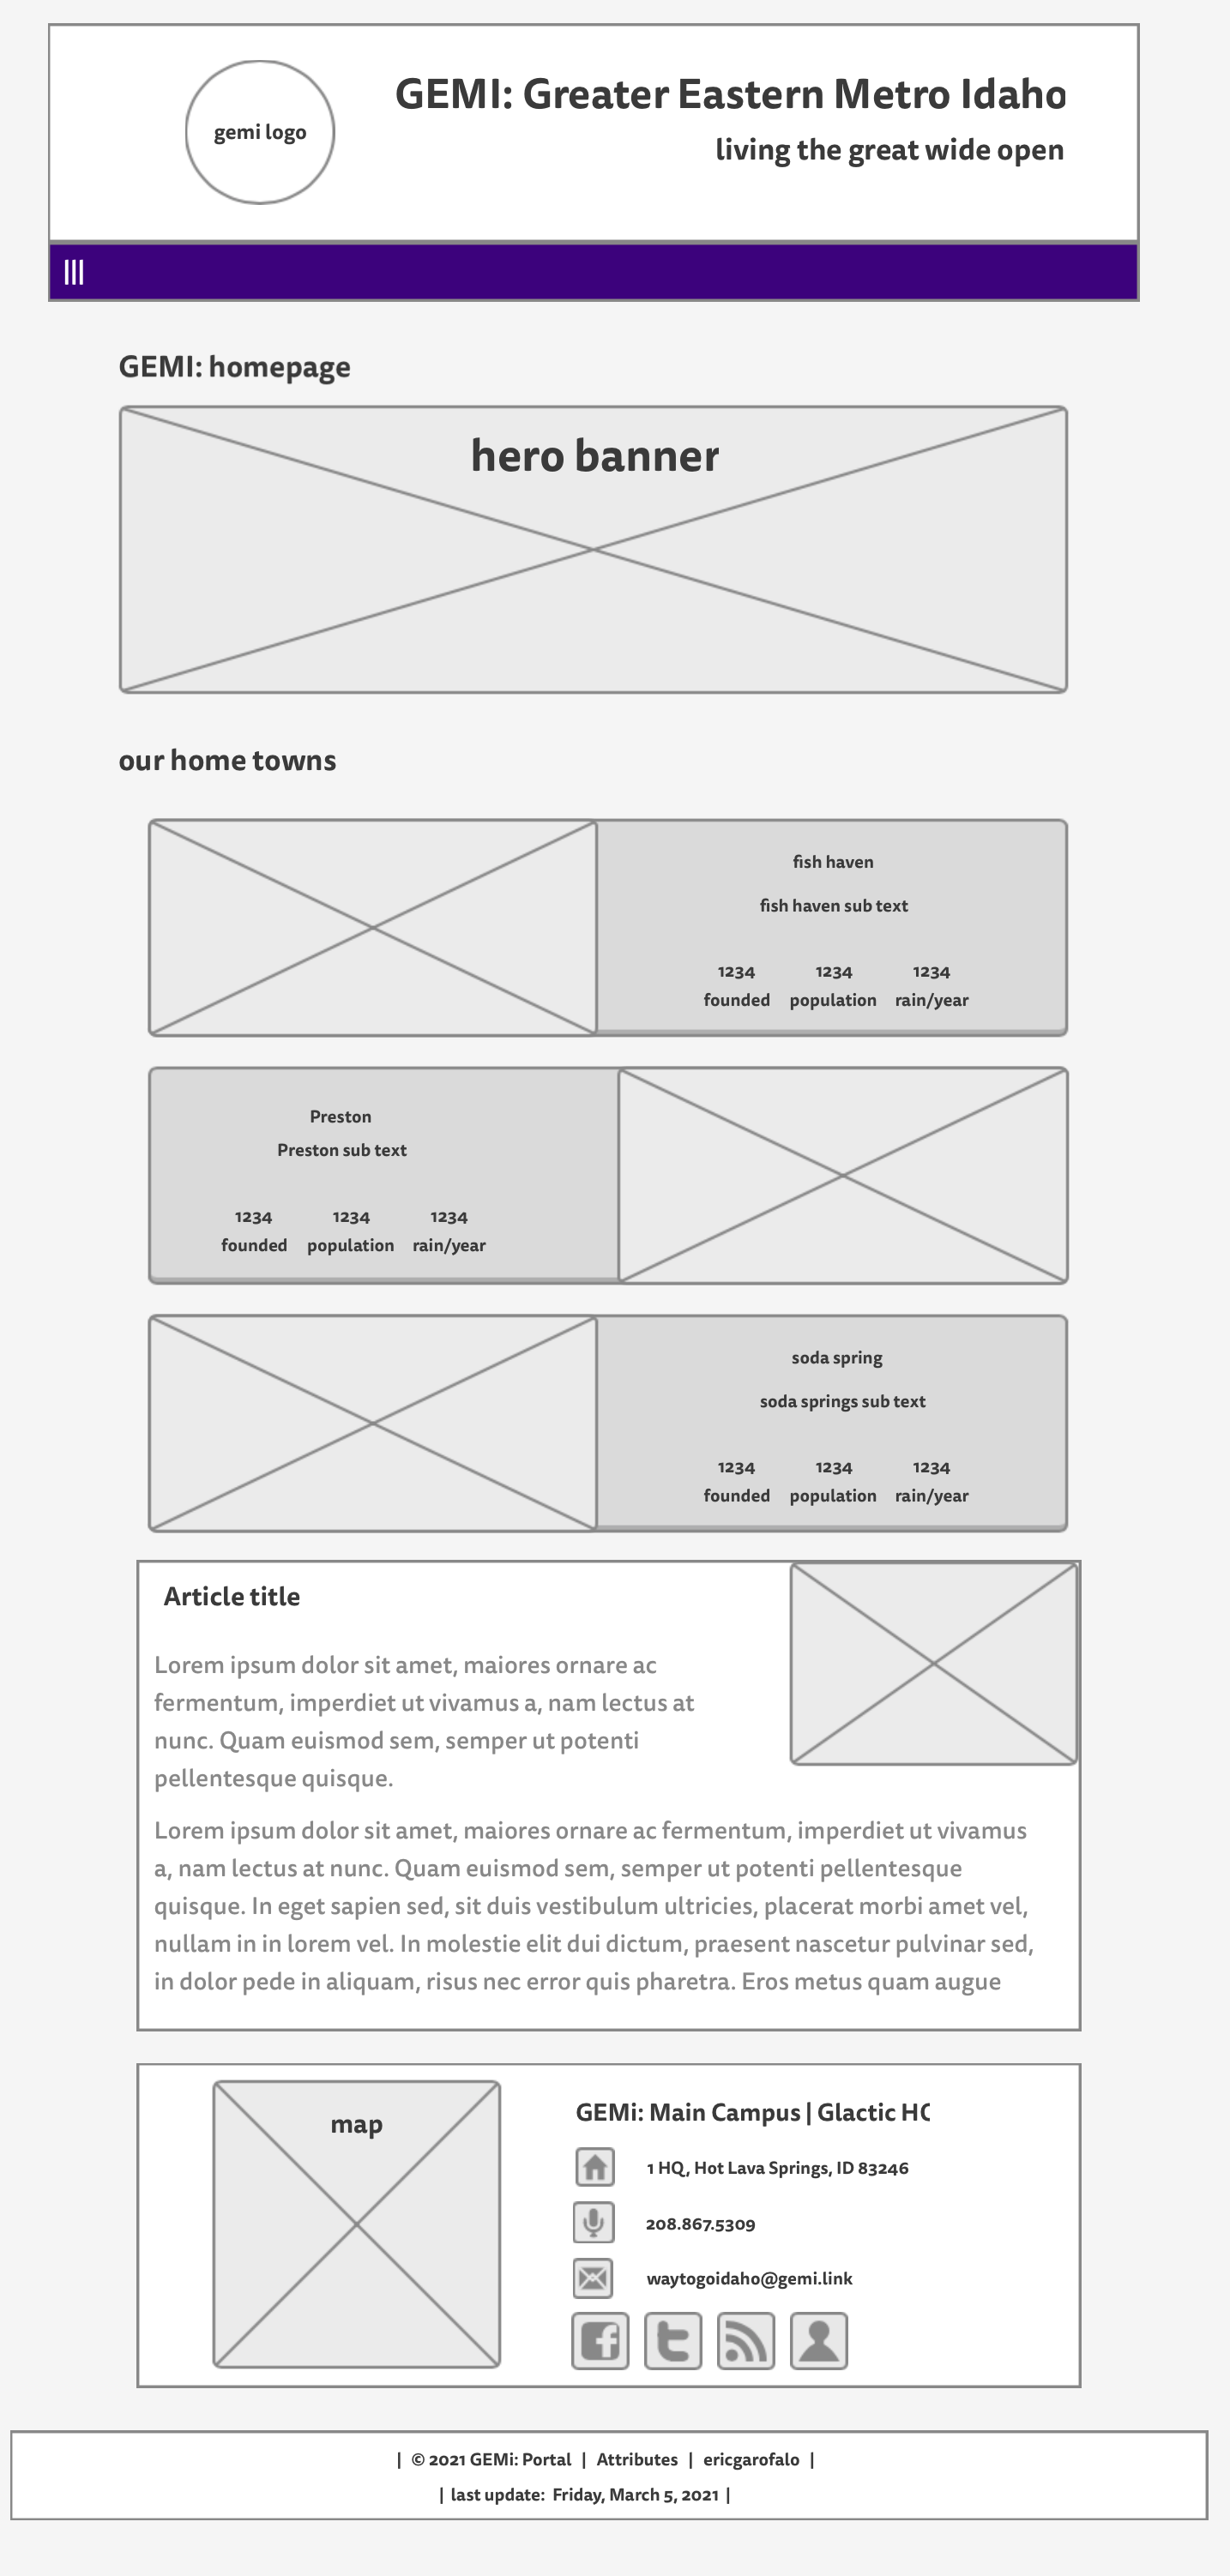 gemi logo
GEMI: Greater Eastern Metro Idaho
living the great wide open
GEMI: homepage
hero banner
our home towns
fish haven
fish haven sub text
1234 1234 1234
founded population rain/year
Preston
Preston sub text
1234 1234 1234
founded population rain/year
soda spring
soda springs sub text
1234 1234 1234
founded population rain/year
Article title
Lorem ipsum dolor sit amet, maiores ornare ac
fermentum, imperdiet ut vivamus a, nam lectus at
nunc. Quam euismod sem, semper ut potenti
pellentesque quisque.
Lorem ipsum dolor sit amet, maiores ornare ac fermentum, imperdiet ut vivamus
a, nam lectus at nunc. Quam euismod sem, semper ut potenti pellentesque
quisque. In eget sapien sed, sit duis vestibulum ultricies, placerat morbi amet vel,
nullam in in lorem vel. In molestie elit dui dictum, praesent nascetur pulvinar sed,
in dolor pede in aliquam, risus nec error quis pharetra. Eros metus quam augue
map
GEMi: Main Campus | Glactic
1 HQ, Hot Lava Springs, ID 83246
208.867.5309
waytogoidaho@gemi.link
| © 2021 GEMi: Portal | Attributes | ericgarofalo |
| last update: Friday, March 5, 2021 |